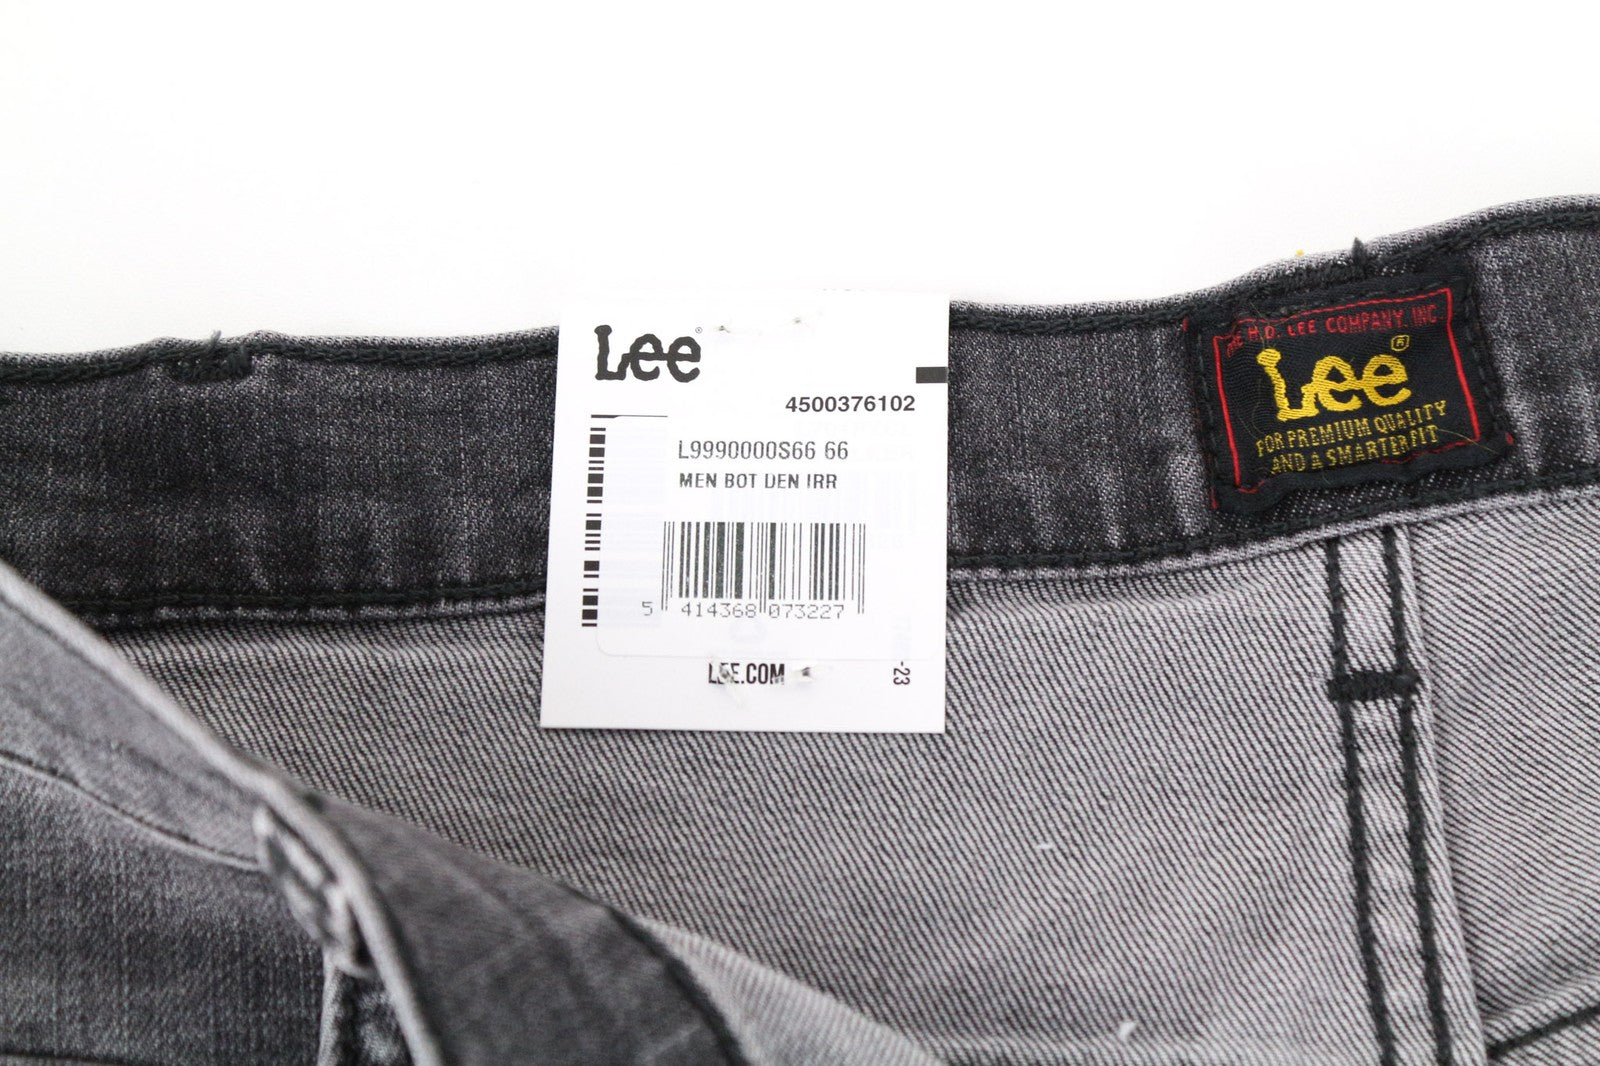 Lee®
4500376102
L9990000S66 66
MEN BOT DEN IRR
5 414368 073227
LEE.COM
-23
THE H.D. LEE COMPANY, INC
Lee®
FOR PREMIUM QUALITY
AND A SMARTER FIT